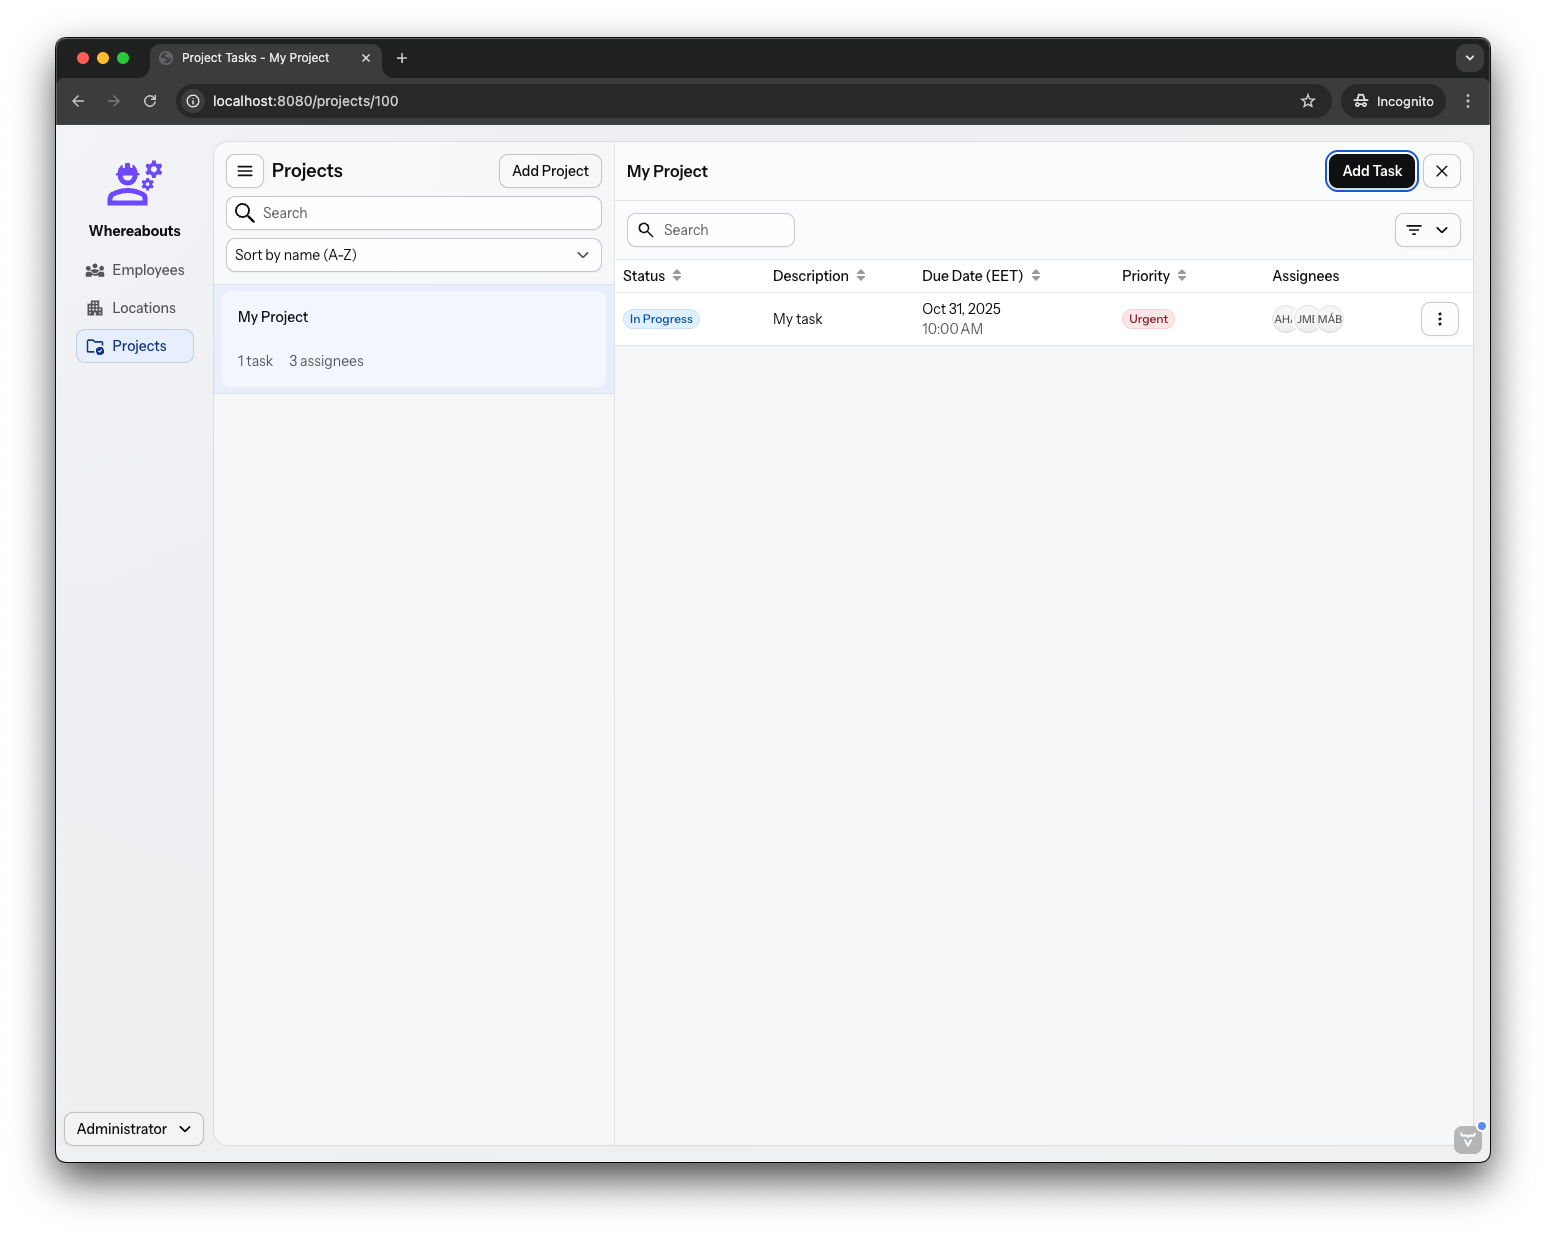 Project Tasks - My Project
localhost:8080/projects/100
Incognito
Whereabouts
Employees
Locations
Projects
Administrator
Projects
Add Project
Search
Sort by name (A-Z)
My Project
1 task 3 assignees
My Project
Add Task
Search
Status Description Due Date (EET) Priority Assignees
In Progress My task Oct 31, 2025 Urgent MÁB
10:00 AM